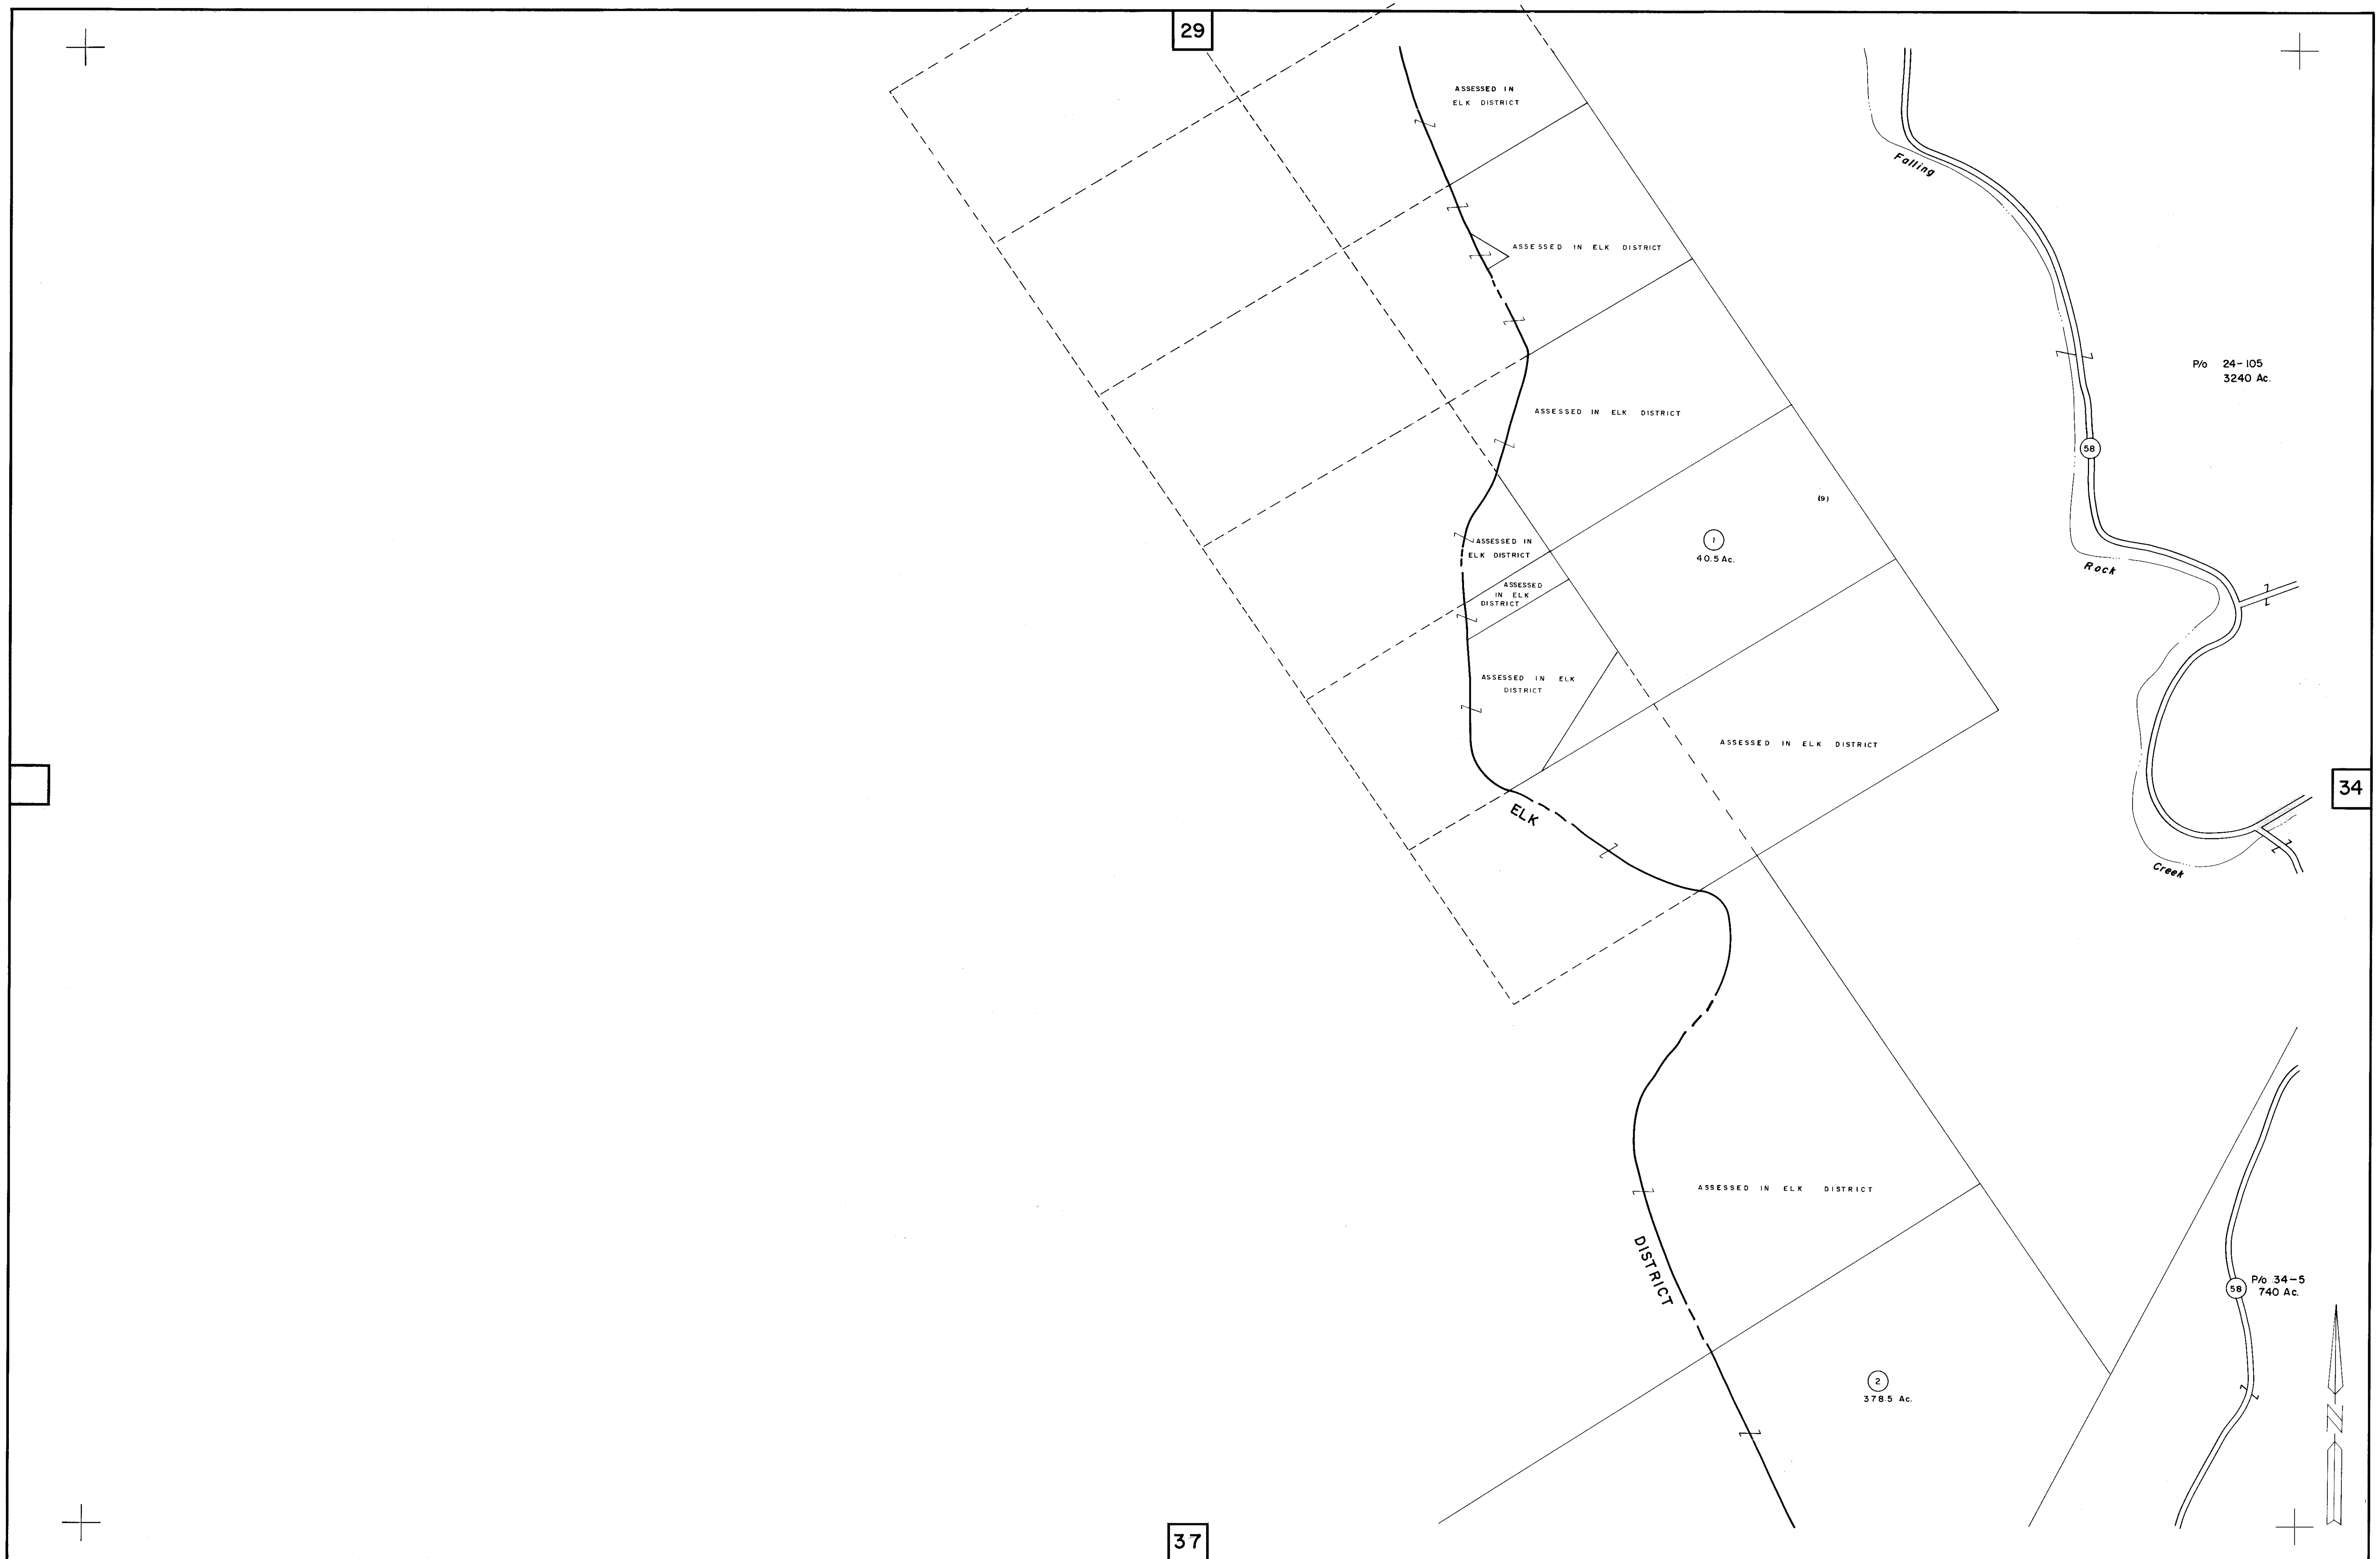 29
ASSESSED IN
ELK DISTRICT
Falling
ASSESSED IN ELK DISTRICT
P/o 24-105
3240 Ac.
ASSESSED IN ELK DISTRICT
58
(9)
1
40.5 Ac.
ASSESSED IN
ELK DISTRICT
Rock
ASSESSED
IN ELK
DISTRICT
ASSESSED IN ELK
DISTRICT
ASSESSED IN ELK DISTRICT
34
ELK
Creek
ASSESSED IN ELK DISTRICT
DISTRICT
58
P/o 34-5
740 Ac.
2
378.5 Ac.
N
37